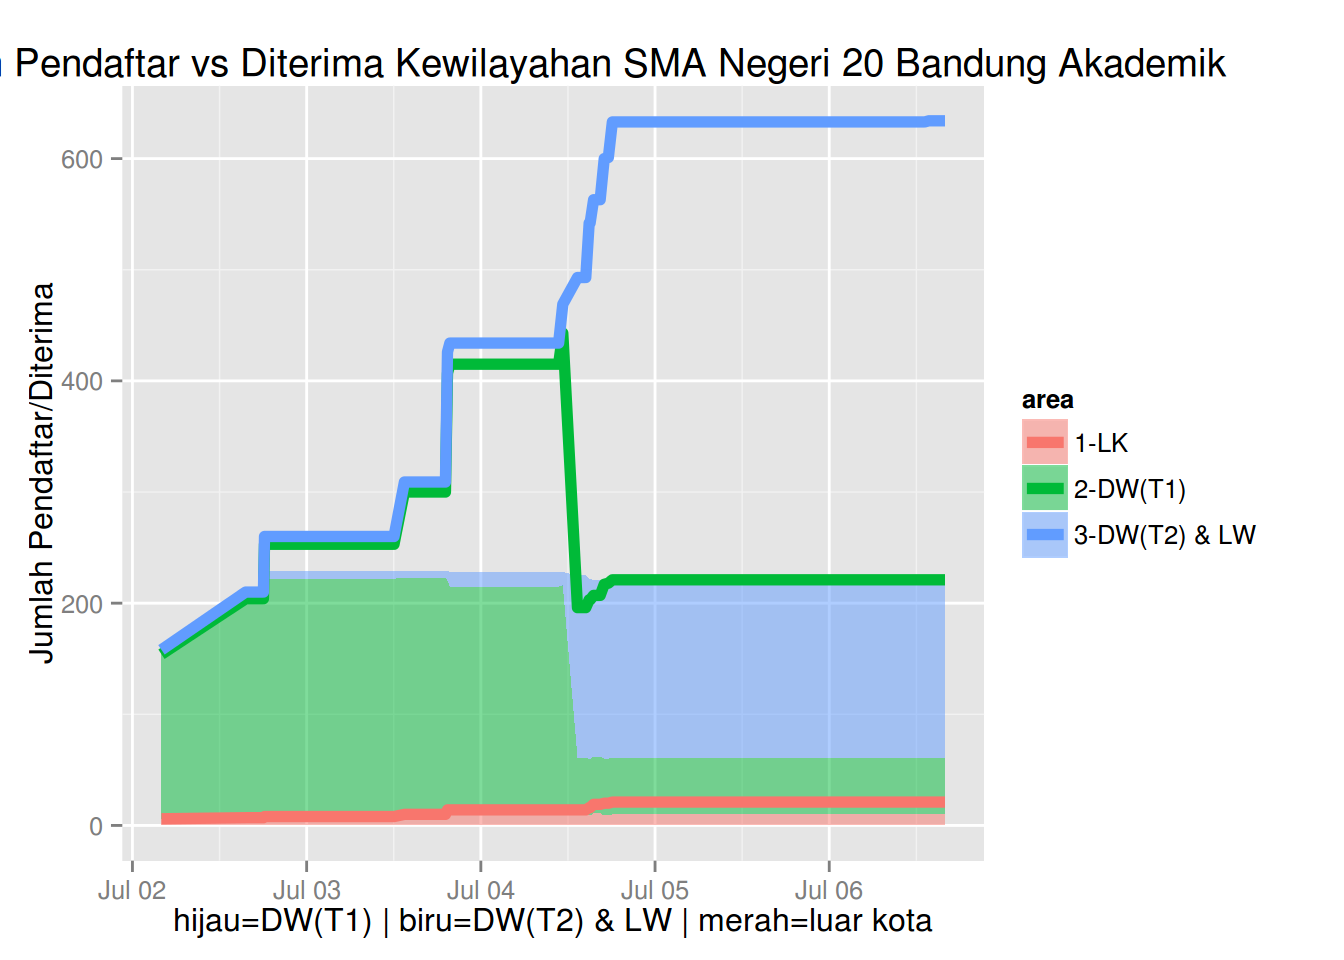 Pendaftar vs Diterima Kewilayahan SMA Negeri 20 Bandung Akademik
Jumlah Pendaftar/Diterima
600
400
200
0
Jul 02
Jul 03
Jul 04
Jul 05
Jul 06
hijau=DW(T1) | biru=DW(T2) & LW | merah=luar kota
area
1-LK
2-DW(T1)
3-DW(T2) & LW